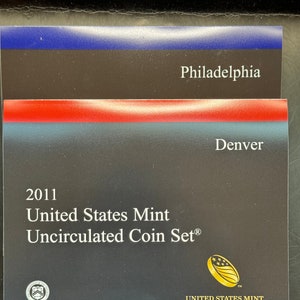 Philadelphia
Denver
2011
United States Mint
Uncirculated Coin Set®
UNITED STATES MINT